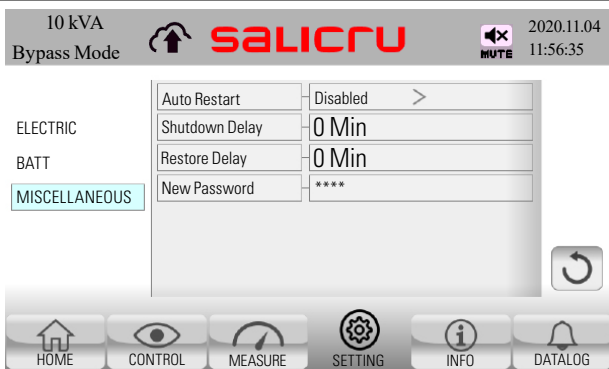 10 kVA
Bypass Mode
salicru
MUTE
2020.11.04
11:56:35
ELECTRIC
BATT
MISCELLANEOUS
Auto Restart Disabled >
Shutdown Delay 0 Min
Restore Delay 0 Min
New Password ****
HOME CONTROL MEASURE SETTING INFO DATALOG